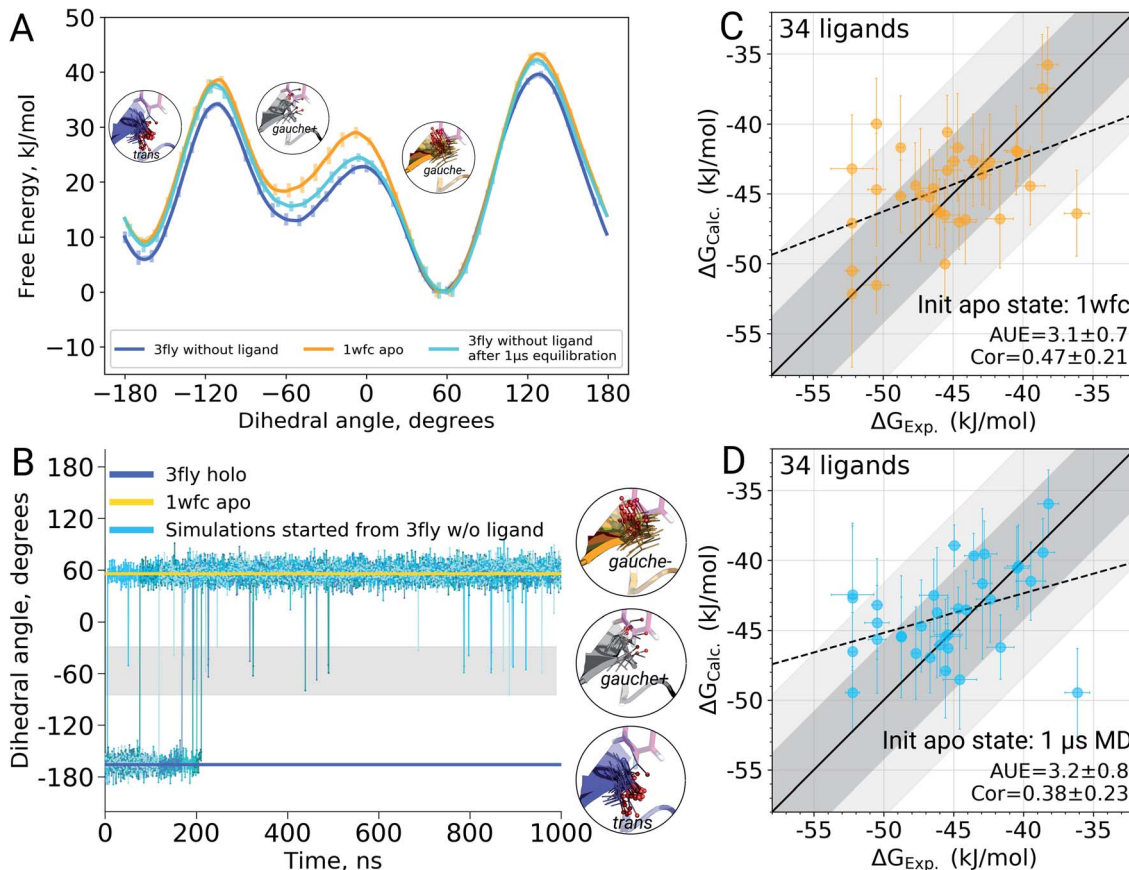 A
Free Energy, kJ/mol
50
40
30
20
10
0
−10
trans
gauche+
gauche-
3fly without ligand
1wfc apo
3fly without ligand
after 1µs equilibration
−180 −120 −60 0 60 120 180
Dihedral angle, degrees
B
Dihedral angle, degrees
180
120
60
0
-60
-120
-180
3fly holo
1wfc apo
Simulations started from 3fly w/o ligand
0 200 400 600 800 1000
Time, ns
gauche-
gauche+
trans
C
34 ligands
ΔGCalc. (kJ/mol)
-35
-40
-45
-50
-55
Init apo state: 1wfc
AUE=3.1±0.7
Cor=0.47±0.21
-55 -50 -45 -40 -35
ΔGExp. (kJ/mol)
D
34 ligands
ΔGCalc. (kJ/mol)
-35
-40
-45
-50
-55
Init apo state: 1 µs MD
AUE=3.2±0.8
Cor=0.38±0.23
-55 -50 -45 -40 -35
ΔGExp. (kJ/mol)